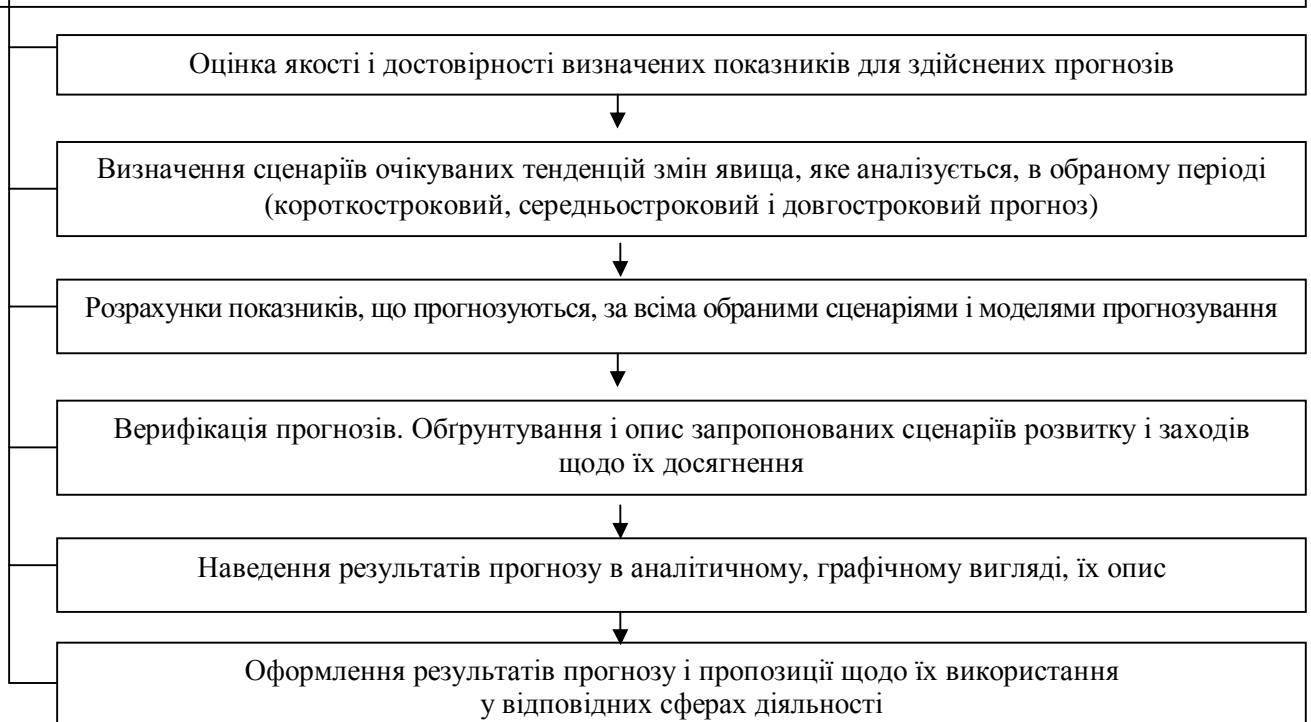 Оцінка якості і достовірності визначених показників для здійснених прогнозів
Визначення сценаріїв очікуваних тенденцій змін явища, яке аналізується, в обраному періоді
(короткостроковий, середньостроковий і довгостроковий прогноз)
Розрахунки показників, що прогнозуються, за всіма обраними сценаріями і моделями прогнозування
Верифікація прогнозів. Обґрунтування і опис запропонованих сценаріїв розвитку і заходів
щодо їх досягнення
Наведення результатів прогнозу в аналітичному, графічному вигляді, їх опис
Оформлення результатів прогнозу і пропозиції щодо їх використання
у відповідних сферах діяльності